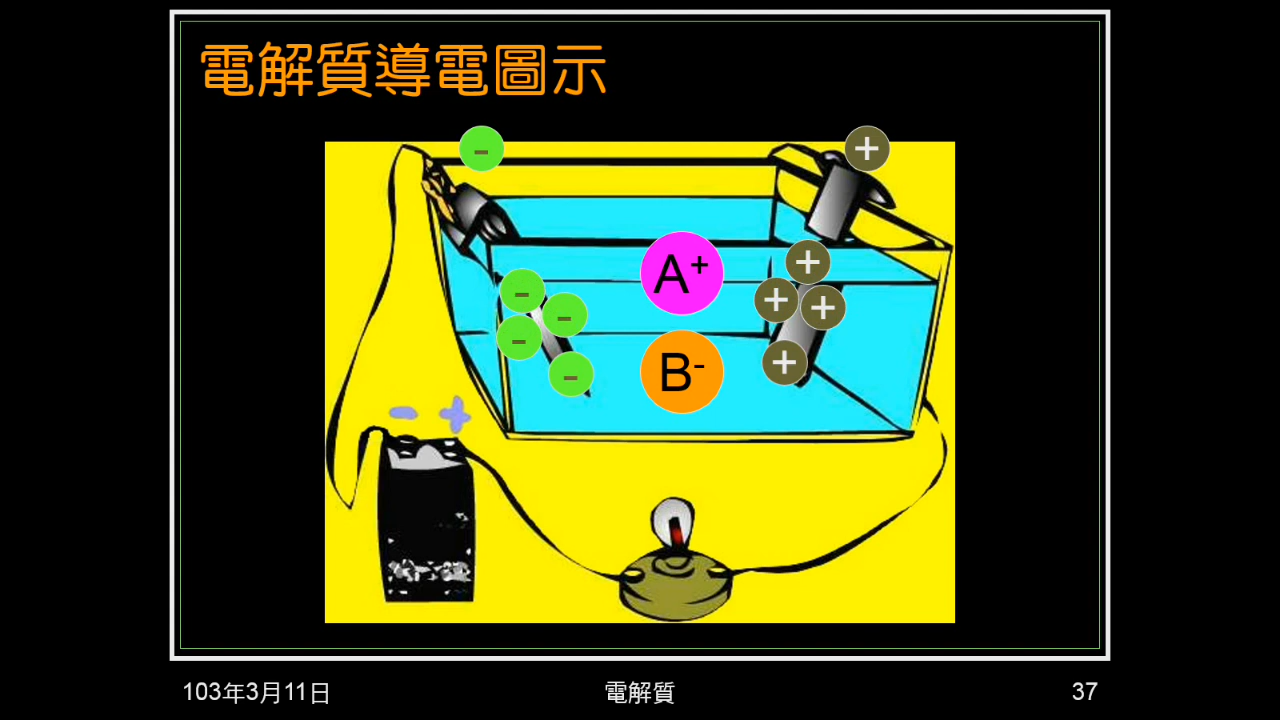 電解質導電圖示
-
+
A+
+
-
+
+
-
-
B-
+
-
- +
103年3月11日
電解質
37